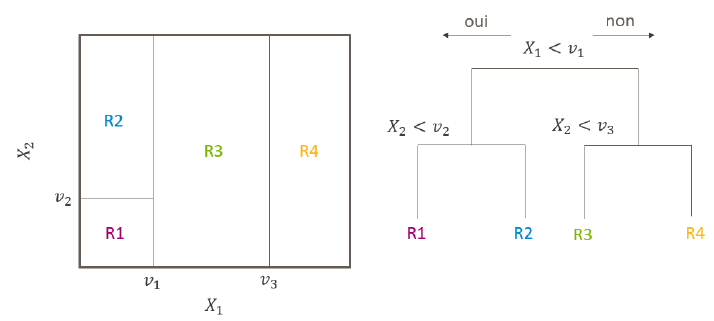 R2
R3
R4
X₂
v₂
R1
v₁
v₃
X₁
oui
non
X₁ < v₁
X₂ < v₂
X₂ < v₃
R1
R2
R3
R4